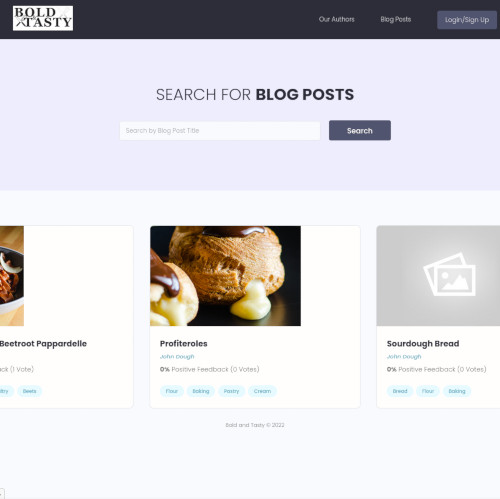 BOLD
&TASTY
Our Authors
Blog Posts
Login/Sign Up
SEARCH FOR BLOG POSTS
Search by Blog Post Title
Search
Beetroot Pappardelle
ck (1 Vote)
Beets
Profiteroles
John Dough
0% Positive Feedback (0 Votes)
Flour
Baking
Pastry
Cream
Sourdough Bread
John Dough
0% Positive Feedback (0 Votes)
Bread
Flour
Baking
Bold and Tasty © 2022